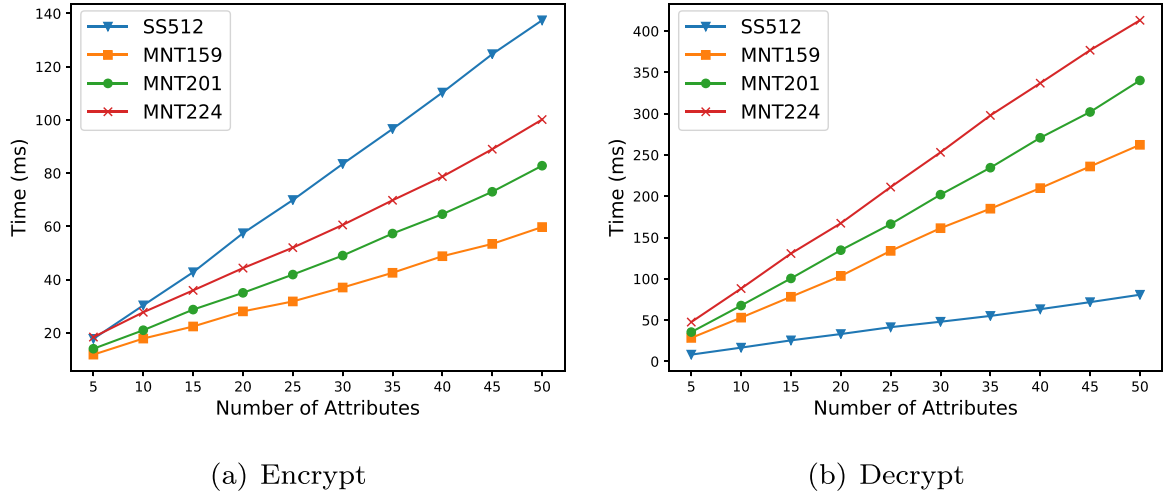 140
120
100
80
60
40
20
Time (ms)
SS512
MNT159
MNT201
MNT224
5 10 15 20 25 30 35 40 45 50
Number of Attributes
(a) Encrypt
400
350
300
250
200
150
100
50
0
Time (ms)
SS512
MNT159
MNT201
MNT224
5 10 15 20 25 30 35 40 45 50
Number of Attributes
(b) Decrypt